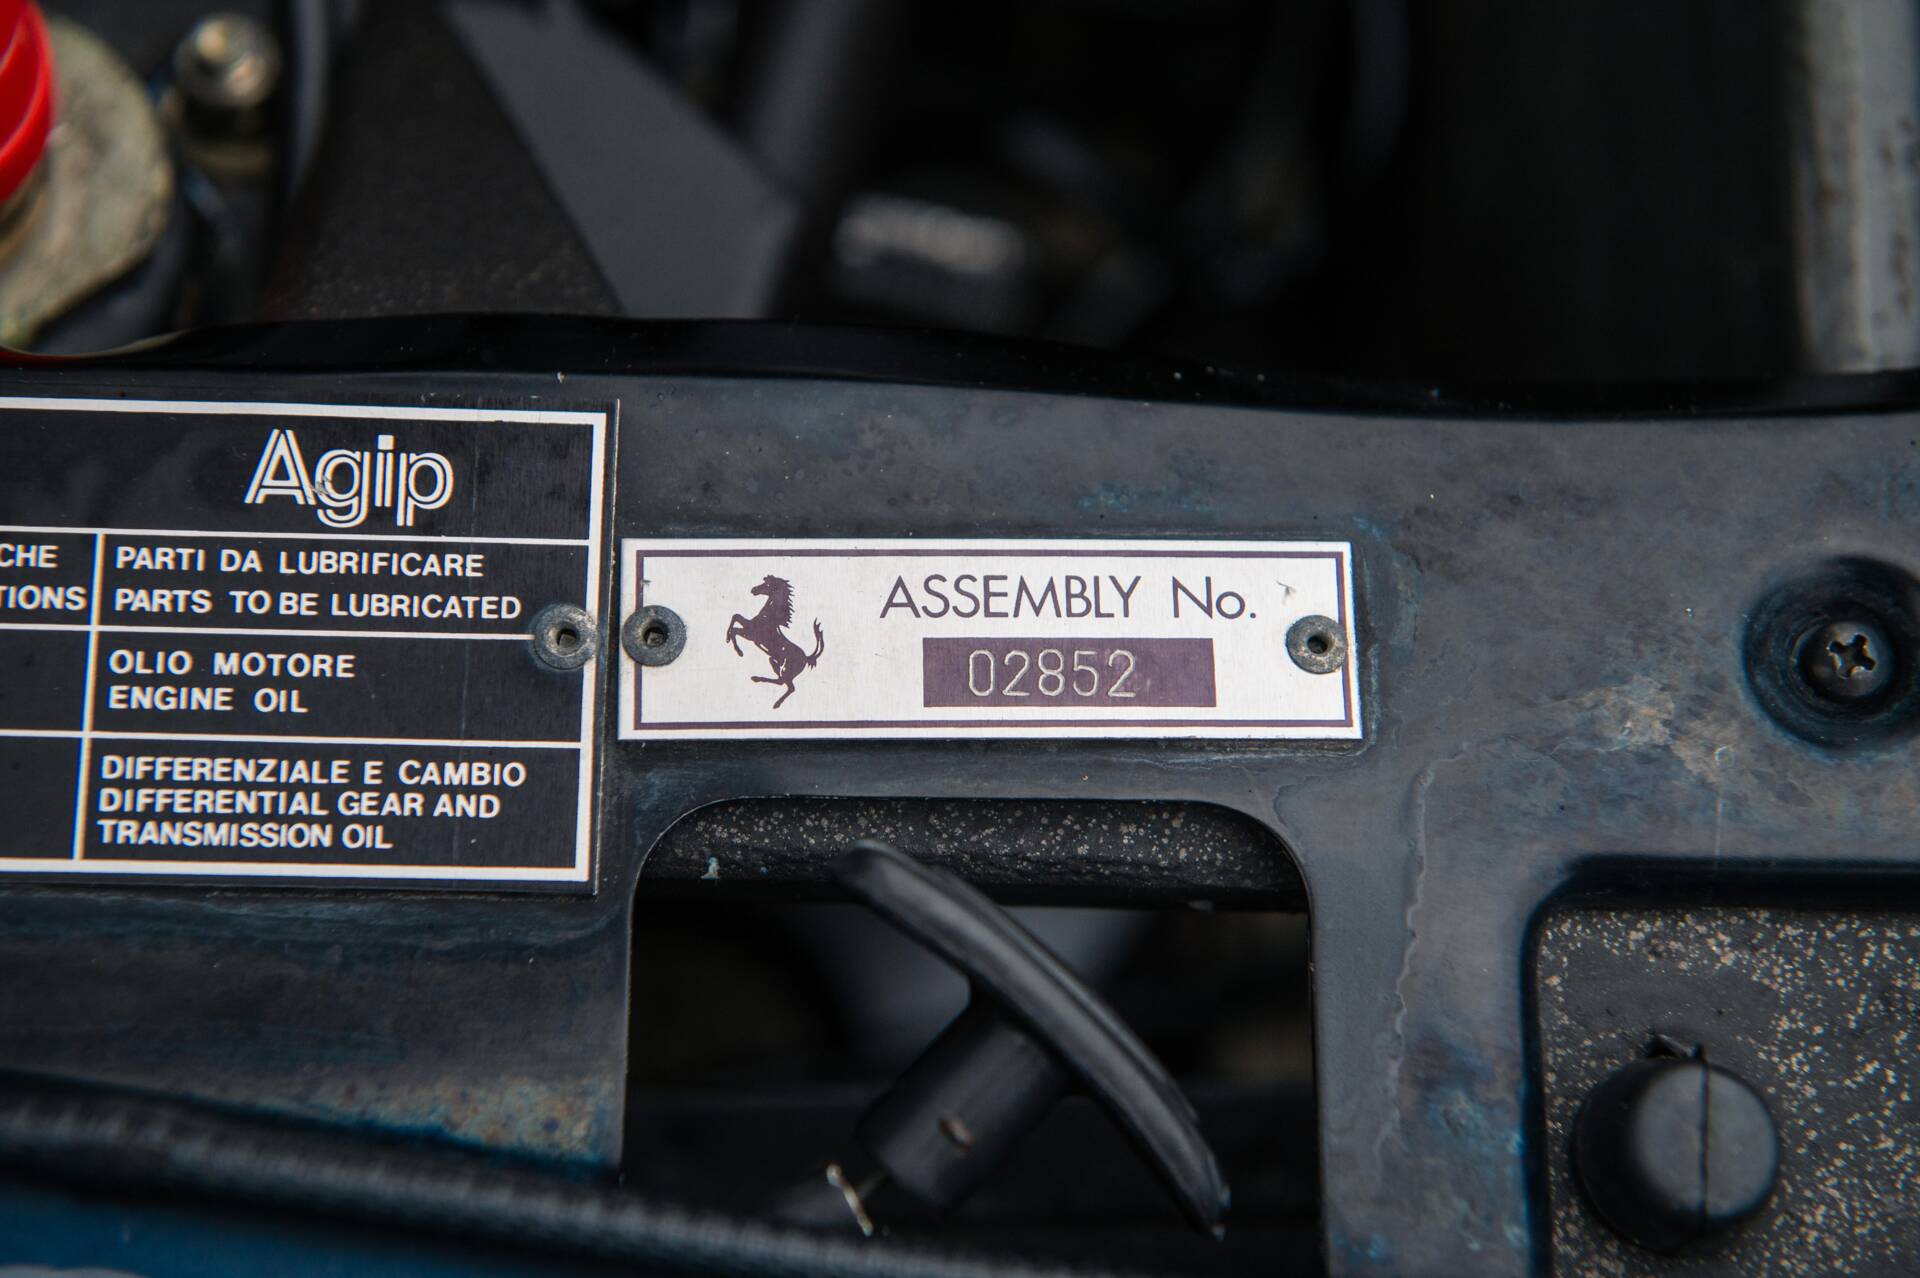 Agip
CHE
TIONS
PARTI DA LUBRIFICARE
PARTS TO BE LUBRICATED
OLIO MOTORE
ENGINE OIL
DIFFERENZIALE E CAMBIO
DIFFERENTIAL GEAR AND
TRANSMISSION OIL
ASSEMBLY No.
02852